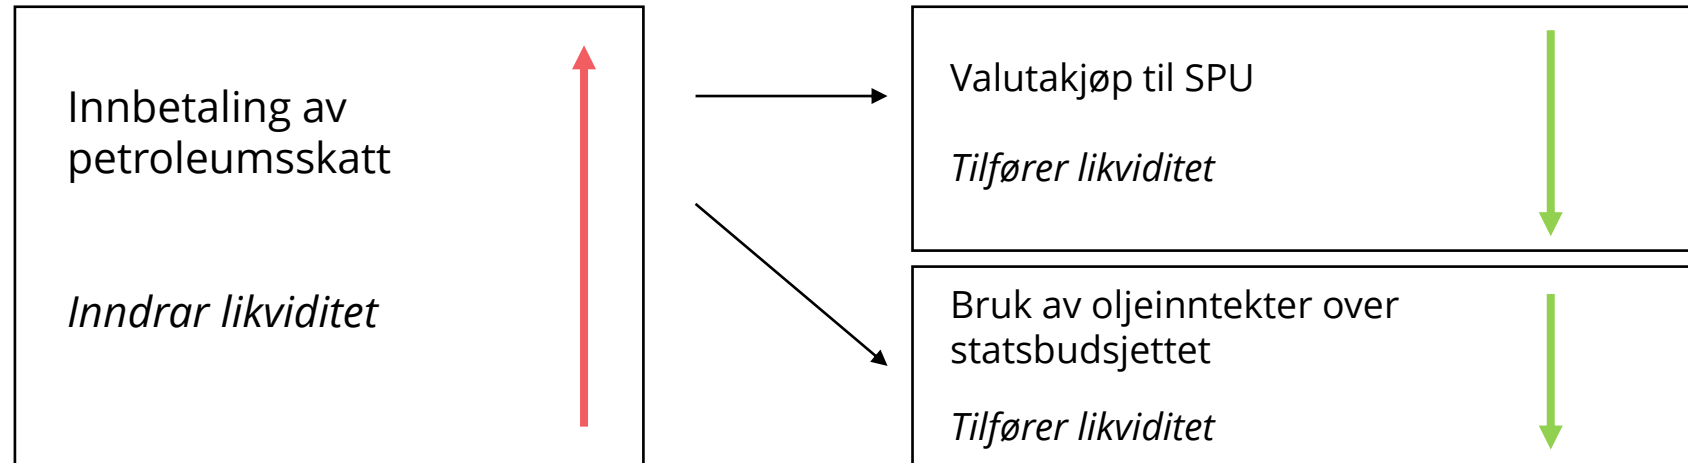 Innbetaling av
petroleumsskatt
Inndrar likviditet
Valutakjøp til SPU
Tilfører likviditet
Bruk av oljeinntekter over
statsbudsjettet
Tilfører likviditet